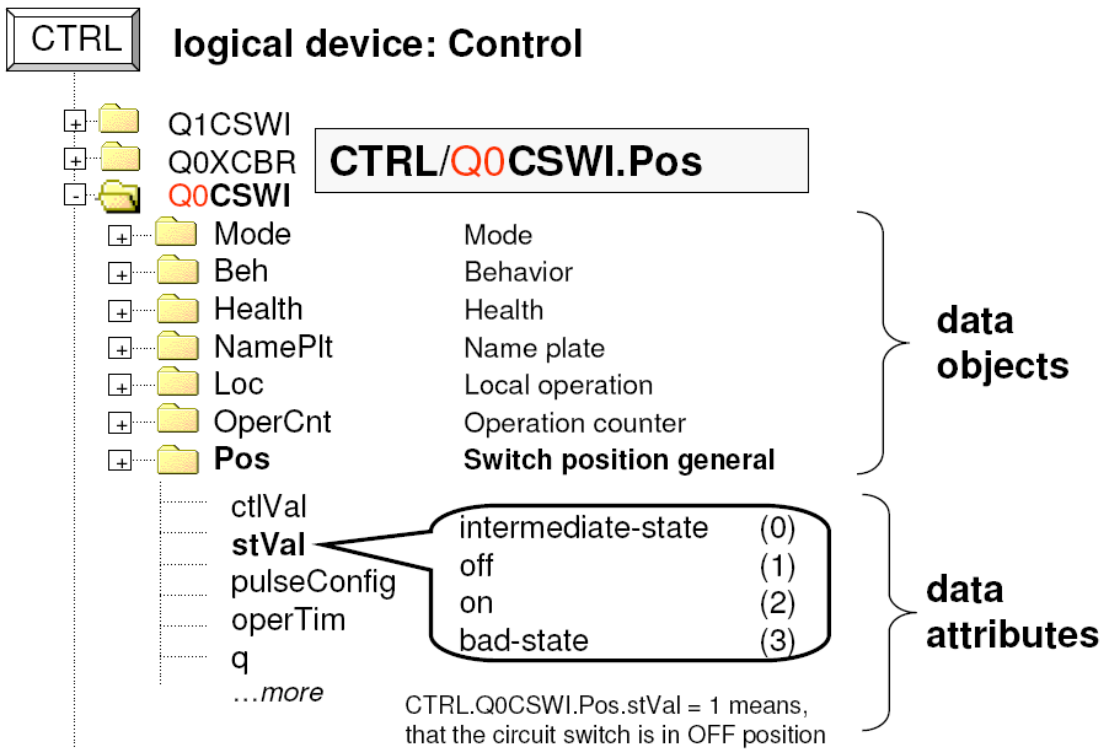 CTRL logical device: Control
Q1CSWI
Q0XCBR
CTRL/Q0CSWI.Pos
Q0CSWI
Mode Mode
Beh Behavior
Health Health
NamePlt Name plate
Loc Local operation
OperCnt Operation counter
Pos Switch position general
data
objects
ctlVal
stVal
pulseConfig
operTim
q
...more
intermediate-state (0)
off (1)
on (2)
bad-state (3)
data
attributes
CTRL.Q0CSWI.Pos.stVal = 1 means,
that the circuit switch is in OFF position